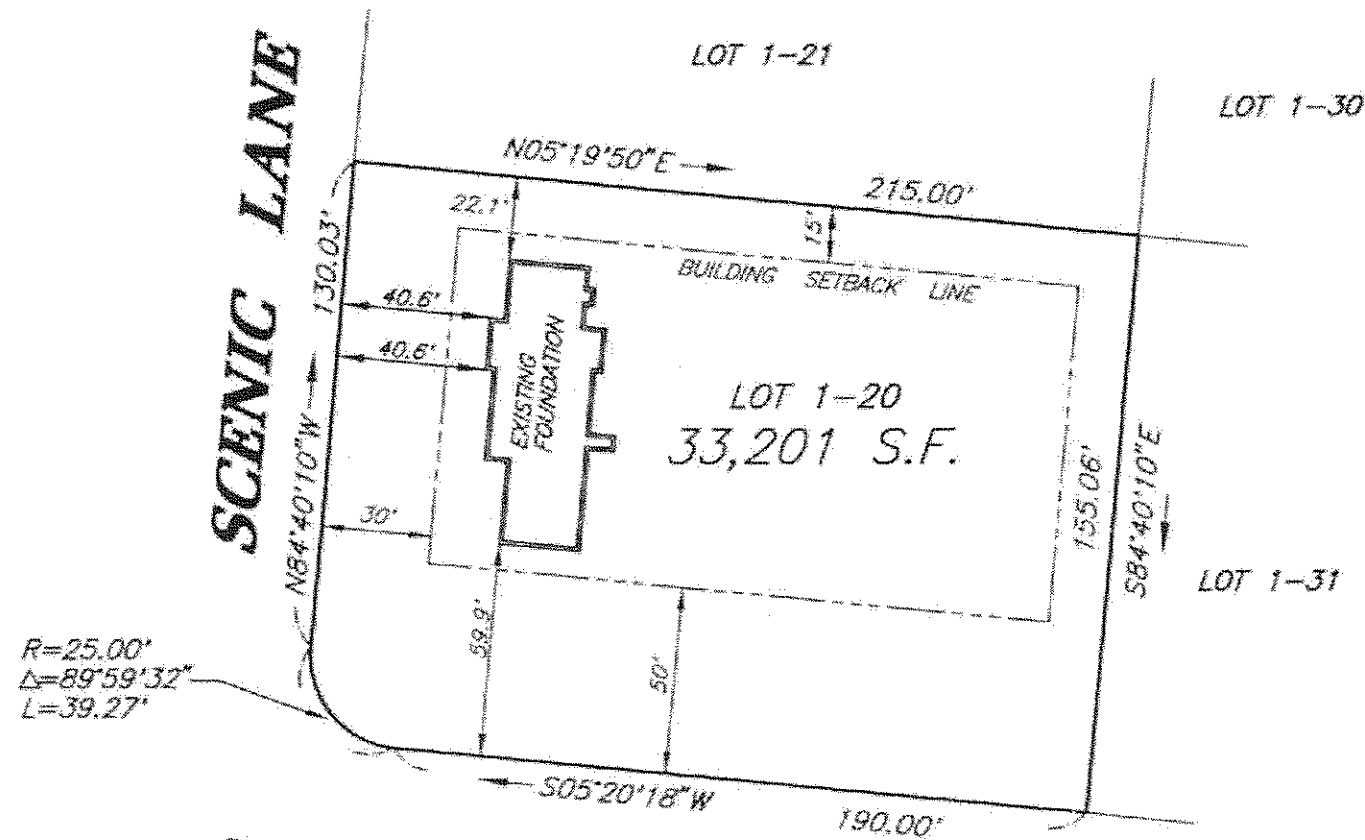 LOT 1-21
LOT 1-30
SCENIC LANE
N05°19'50"E
215.00'
22.1'
15'
130.03'
BUILDING SETBACK LINE
40.6'
40.6'
EXISTING
FOUNDATION
LOT 1-20
33,201 S.F.
N84°40'10"W
155.06'
S84°40'10"E
30'
LOT 1-31
59.9'
50'
R=25.00'
Δ=89°59'32"
L=39.27'
S05°20'18"W
190.00'